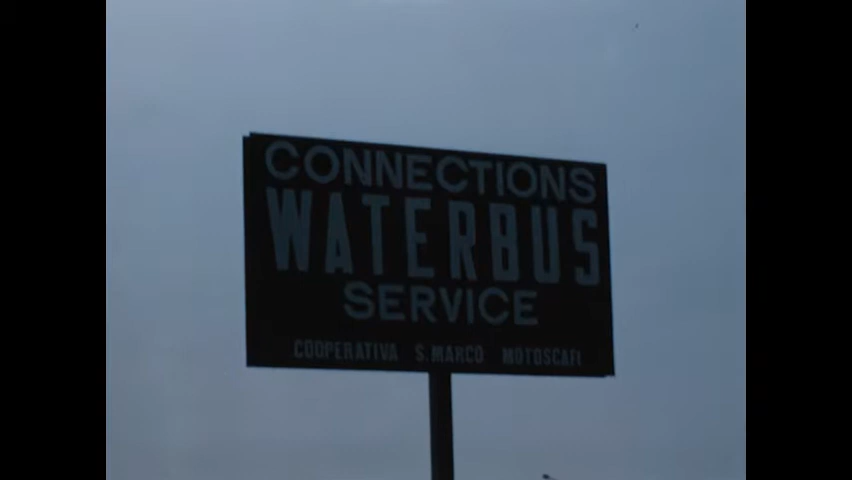 CONNECTIONS
WATERBUS
SERVICE
COOPERATIVA S. MARCO MOTOSCAFI